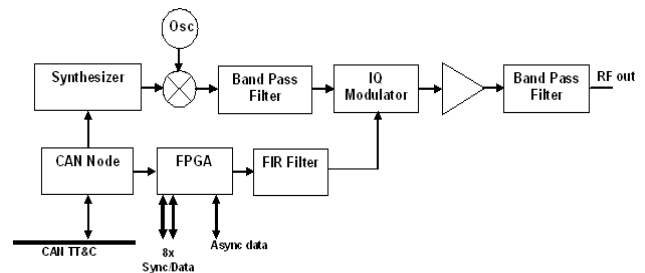 Osc
Synthesizer
Band Pass
Filter
IQ
Modulator
Band Pass
Filter
RF out
CAN Node
FPGA
FIR Filter
CAN TT&C
8x
Sync/Data
Async data